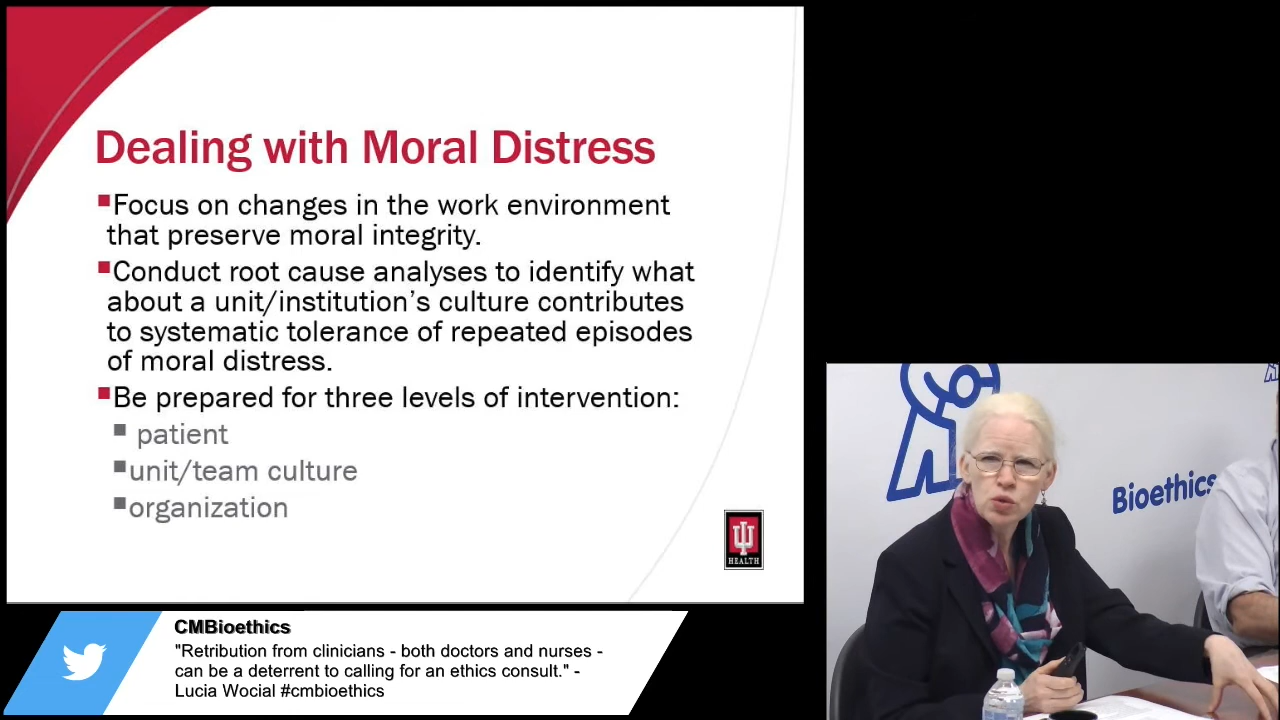 Dealing with Moral Distress
Focus on changes in the work environment
that preserve moral integrity.
Conduct root cause analyses to identify what
about a unit/institution's culture contributes
to systematic tolerance of repeated episodes
of moral distress.
Be prepared for three levels of intervention:
patient
unit/team culture
organization
HEALTH
Bioethics
CMBioethics
"Retribution from clinicians - both doctors and nurses -
can be a deterrent to calling for an ethics consult." -
Lucia Wocial #cmbioethics